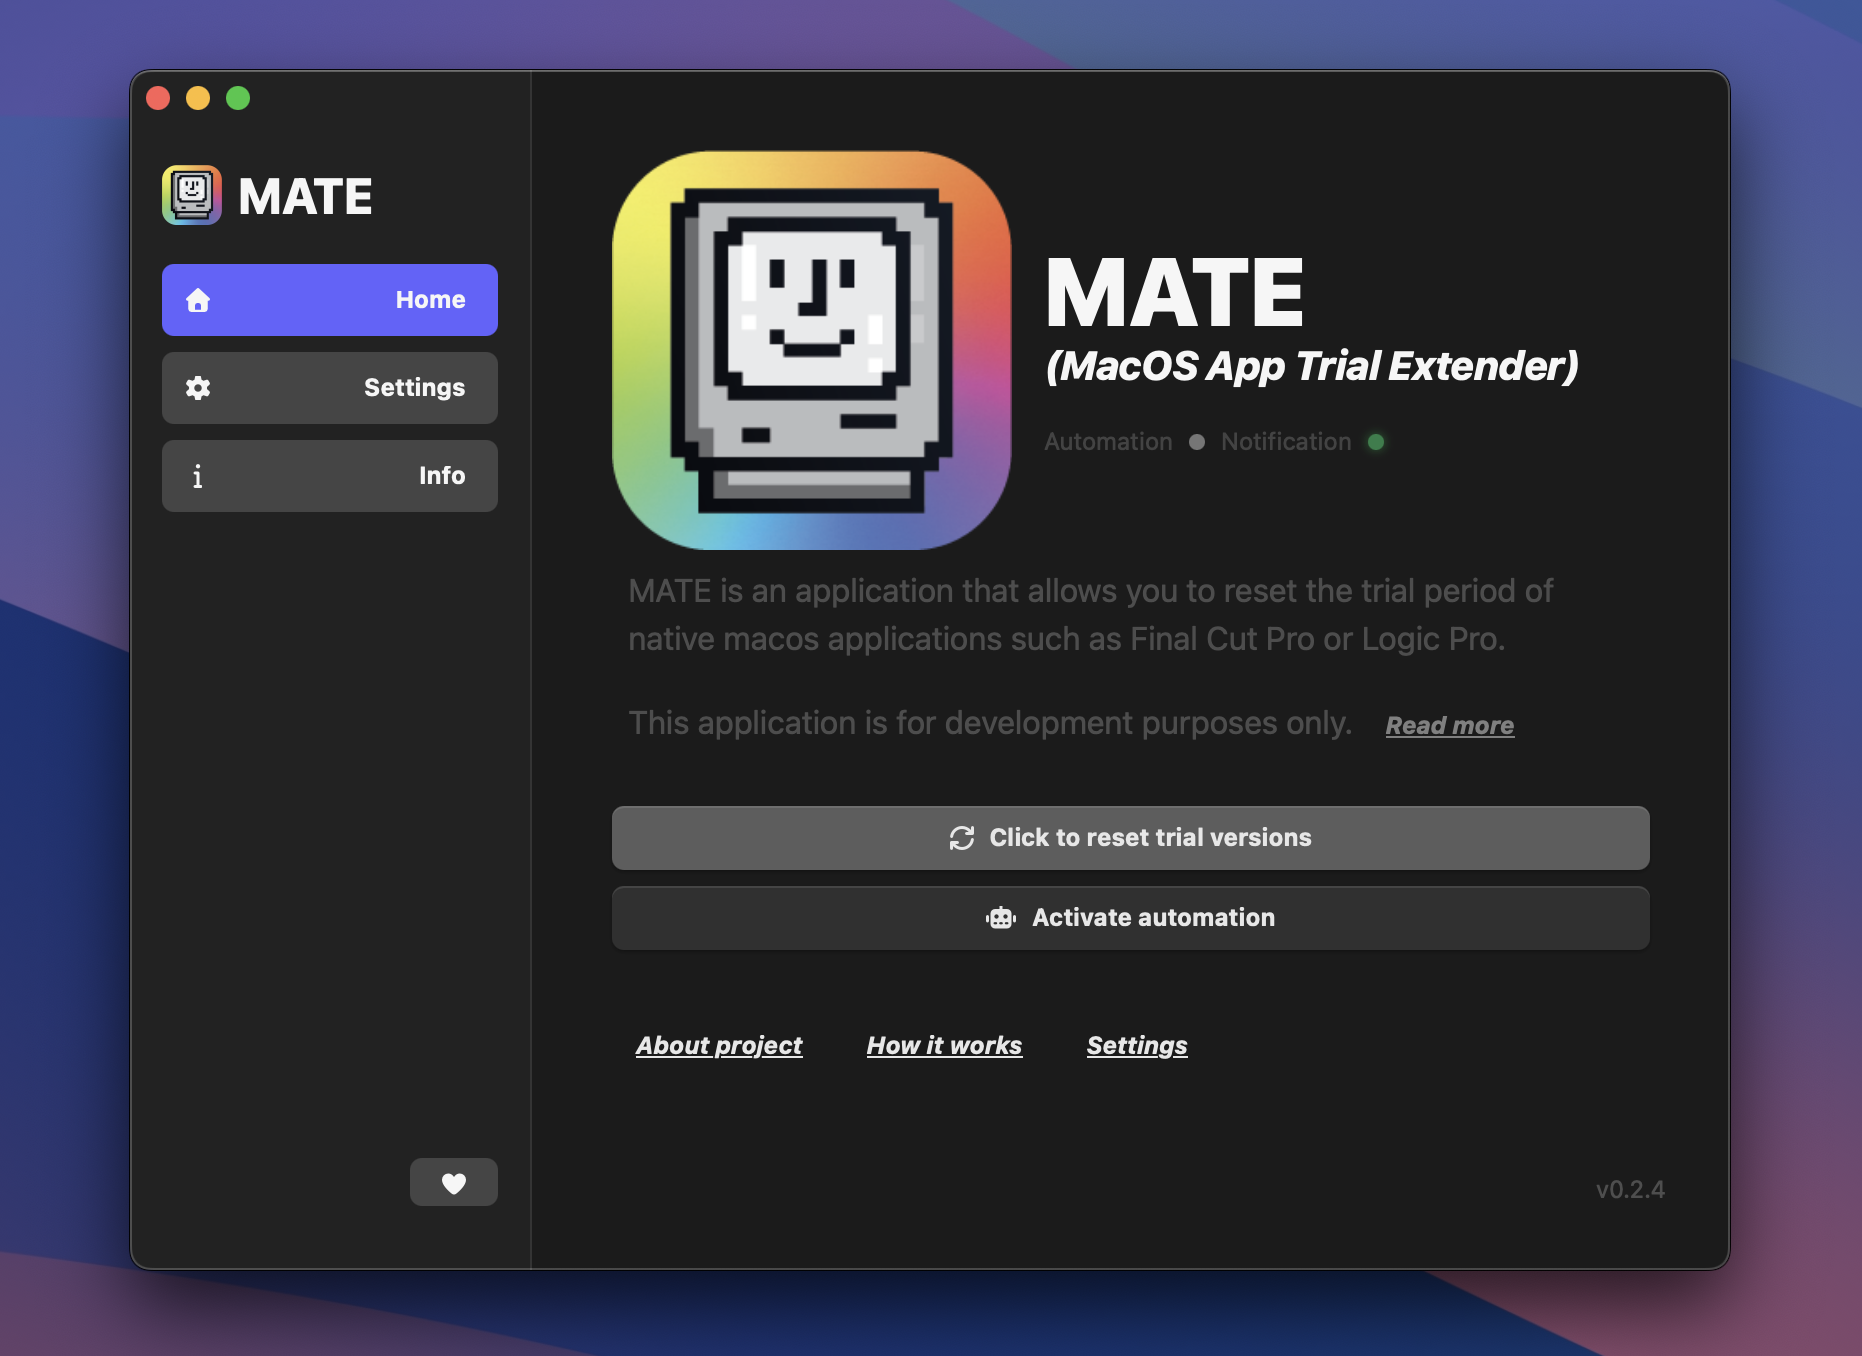 MATE
Home
Settings
Info
MATE
(MacOS App Trial Extender)
Automation Notification
MATE is an application that allows you to reset the trial period of
native macos applications such as Final Cut Pro or Logic Pro.
This application is for development purposes only. Read more
Click to reset trial versions
Activate automation
About project How it works Settings
v0.2.4